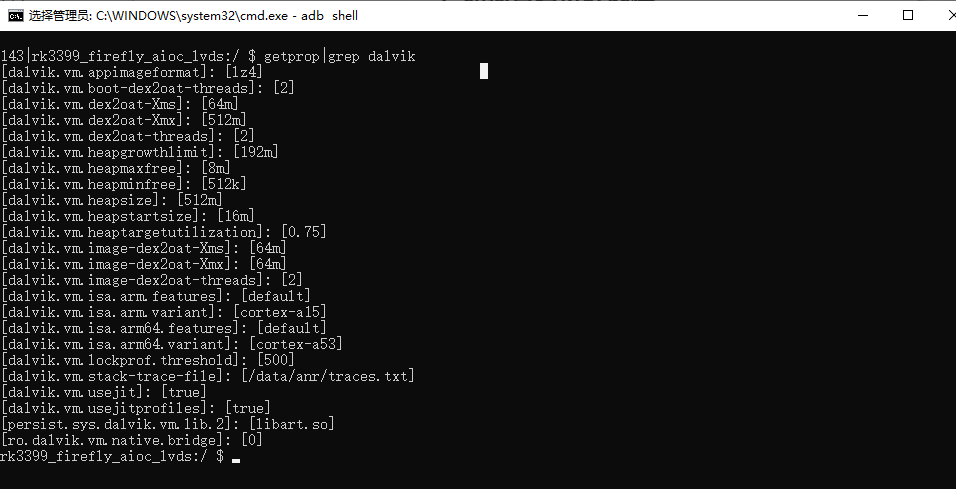 选择管理员: C:\WINDOWS\system32\cmd.exe - adb  shell
143|rk3399_firefly_aioc_lvds:/ $ getprop|grep dalvik
[dalvik.vm.appimageformat]: [lz4]
[dalvik.vm.boot-dex2oat-threads]: [2]
[dalvik.vm.dex2oat-Xms]: [64m]
[dalvik.vm.dex2oat-Xmx]: [512m]
[dalvik.vm.dex2oat-threads]: [2]
[dalvik.vm.heapgrowthlimit]: [192m]
[dalvik.vm.heapmaxfree]: [8m]
[dalvik.vm.heapminfree]: [512k]
[dalvik.vm.heapsize]: [512m]
[dalvik.vm.heapstartsize]: [16m]
[dalvik.vm.heaptargetutilization]: [0.75]
[dalvik.vm.image-dex2oat-Xms]: [64m]
[dalvik.vm.image-dex2oat-Xmx]: [64m]
[dalvik.vm.image-dex2oat-threads]: [2]
[dalvik.vm.isa.arm.features]: [default]
[dalvik.vm.isa.arm.variant]: [cortex-a15]
[dalvik.vm.isa.arm64.features]: [default]
[dalvik.vm.isa.arm64.variant]: [cortex-a53]
[dalvik.vm.lockprof.threshold]: [500]
[dalvik.vm.stack-trace-file]: [/data/anr/traces.txt]
[dalvik.vm.usejit]: [true]
[dalvik.vm.usejitprofiles]: [true]
[persist.sys.dalvik.vm.lib.2]: [libart.so]
[ro.dalvik.vm.native.bridge]: [0]
rk3399_firefly_aioc_lvds:/ $